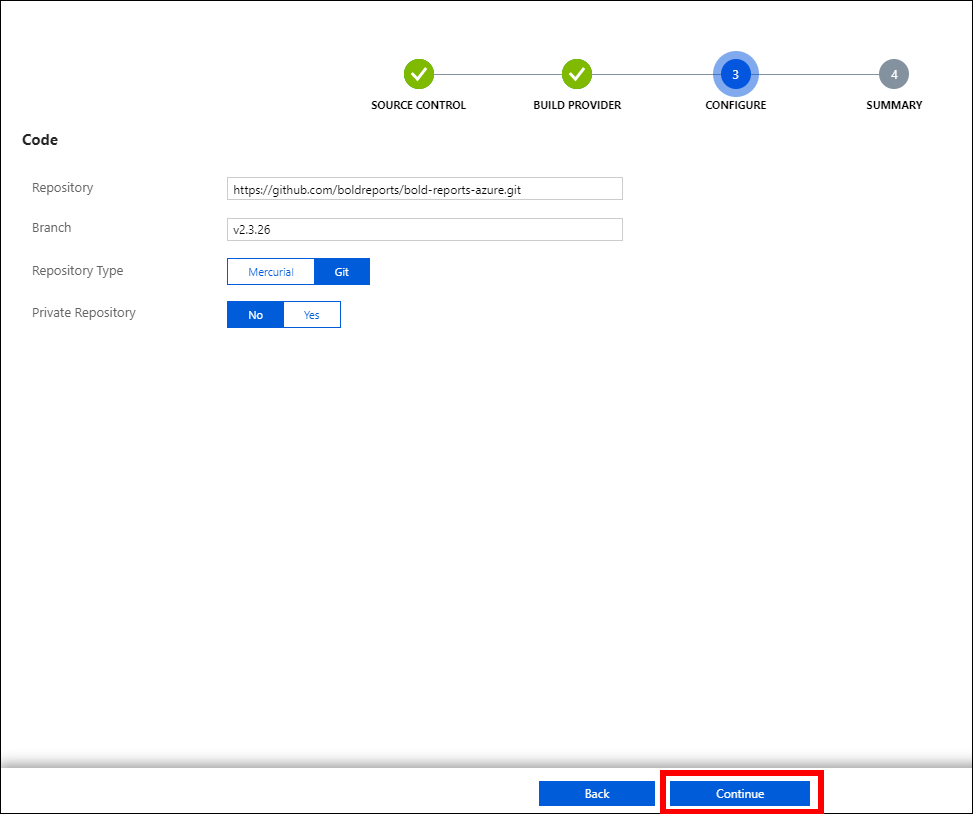 3
4
SOURCE CONTROL
BUILD PROVIDER
CONFIGURE
SUMMARY
Code
Repository
https://github.com/boldreports/bold-reports-azure.git
Branch
v2.3.26
Repository Type
Mercurial
Git
Private Repository
No
Yes
Back
Continue